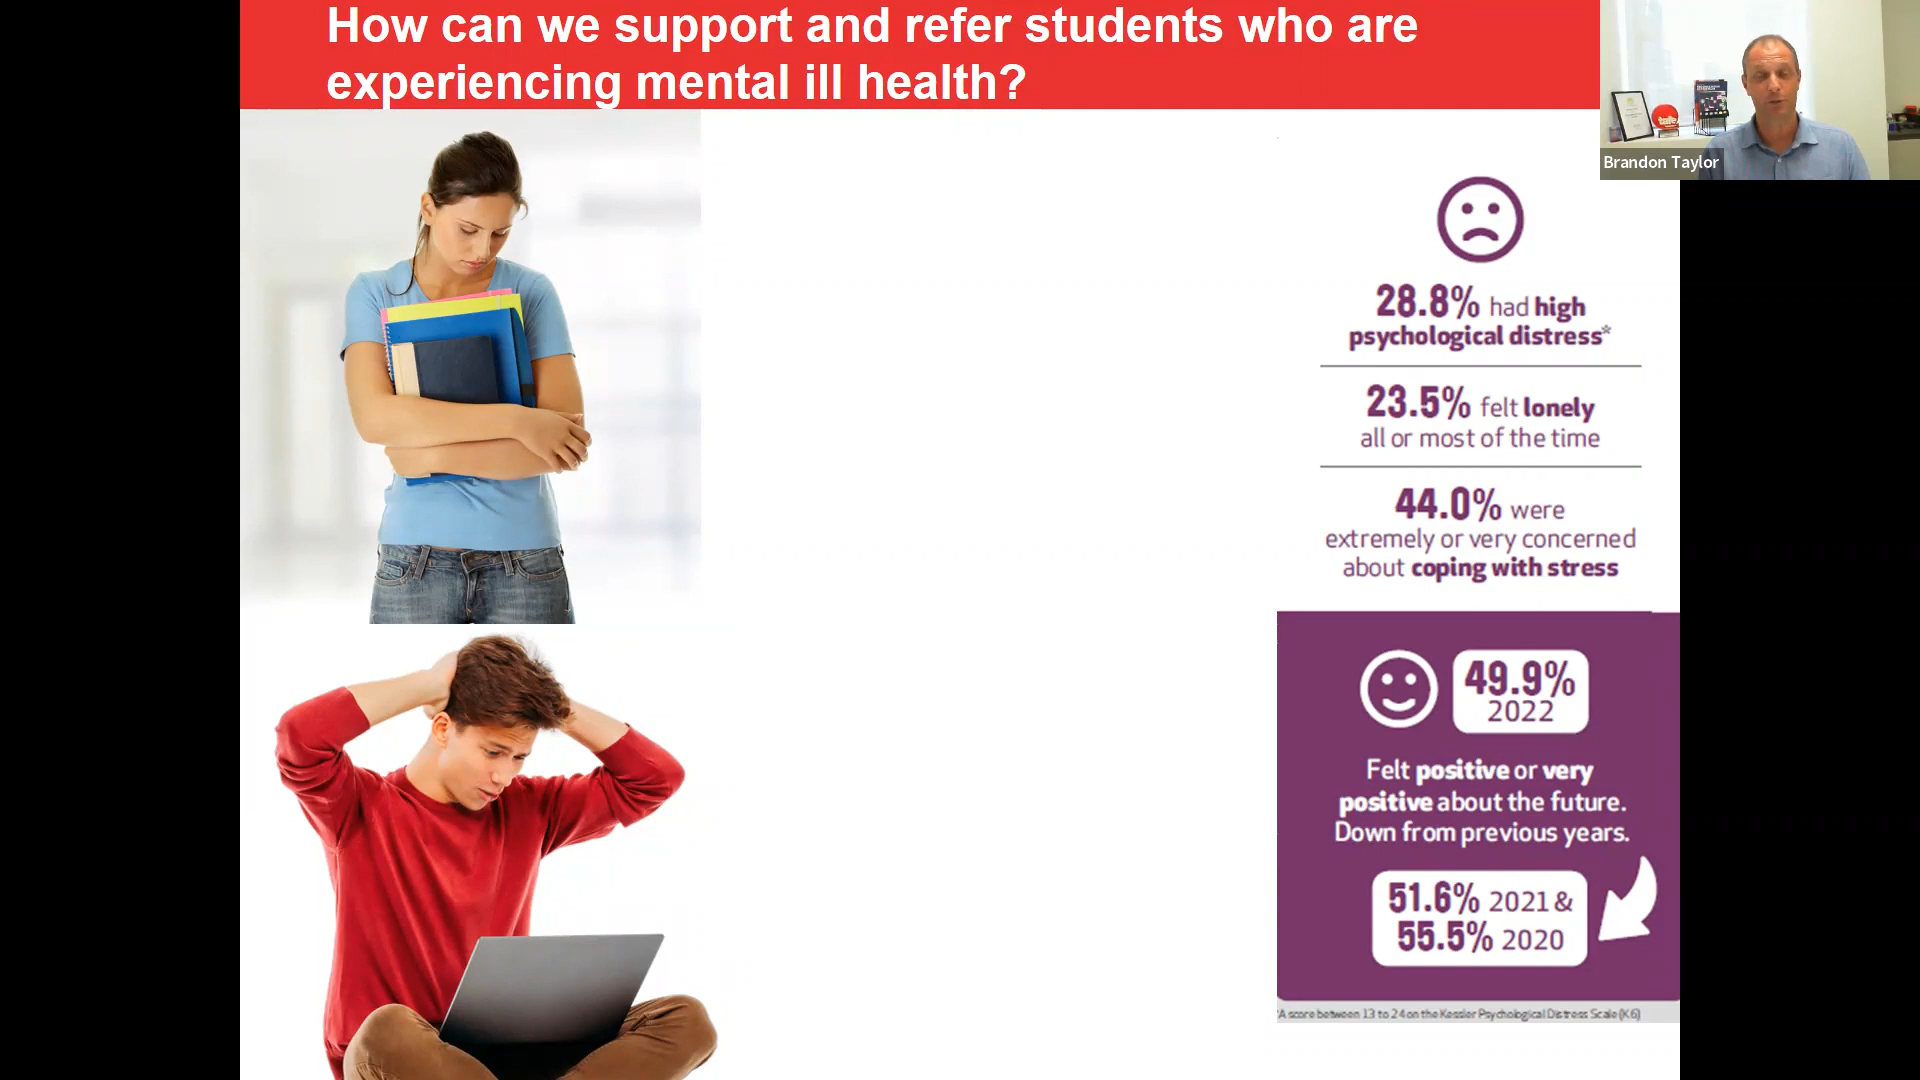 How can we support and refer students who are
experiencing mental ill health?
Brandon Taylor
tafe
28.8% had high
psychological distress*
23.5% felt lonely
all or most of the time
44.0% were
extremely or very concerned
about coping with stress
49.9%
2022
Felt positive or very
positive about the future.
Down from previous years.
51.6% 2021 &
55.5% 2020
*A score between 13 to 24 on the Kessler Psychological Distress Scale (K6)